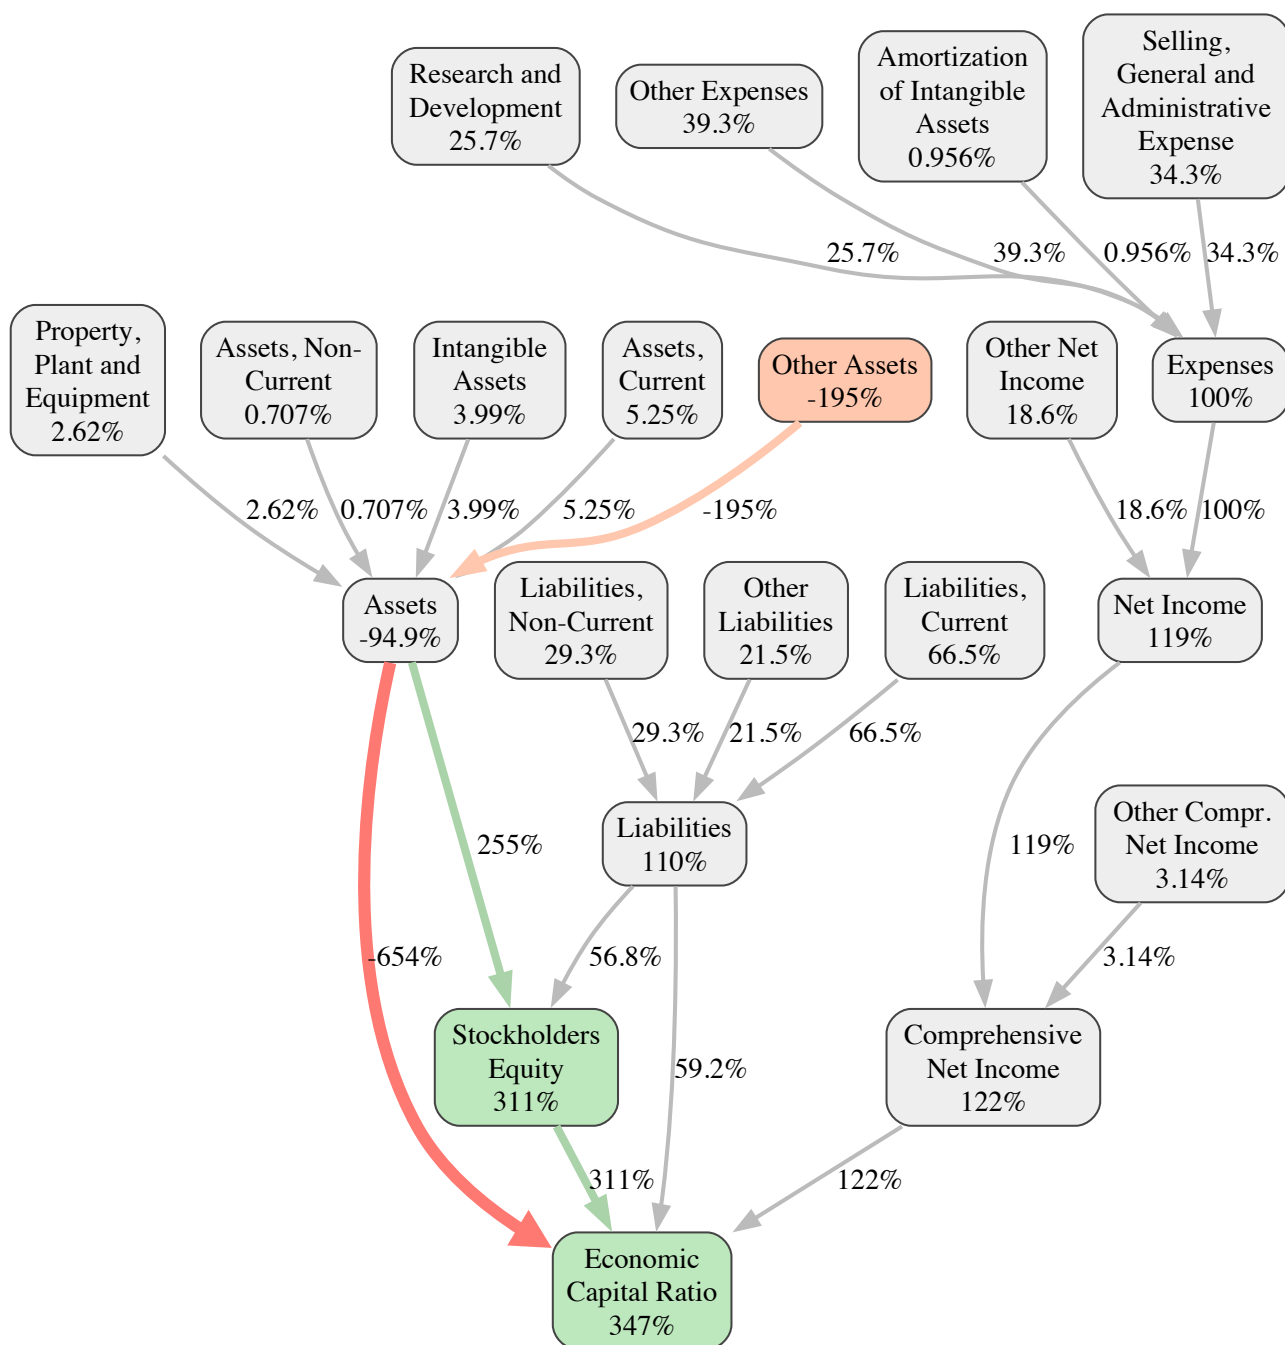 Research and
Development
25.7%
Other Expenses
39.3%
Amortization
of Intangible
Assets
0.956%
Selling,
General and
Administrative
Expense
34.3%
25.7%
39.3%
0.956%
34.3%
Property,
Plant and
Equipment
2.62%
Assets, Non-
Current
0.707%
Intangible
Assets
3.99%
Assets,
Current
5.25%
Other Assets
-195%
Other Net
Income
18.6%
Expenses
100%
2.62%
0.707%
3.99%
5.25%
-195%
18.6%
100%
Assets
-94.9%
Liabilities,
Non-Current
29.3%
Other
Liabilities
21.5%
Liabilities,
Current
66.5%
Net Income
119%
29.3%
21.5%
66.5%
255%
Liabilities
110%
119%
Other Compr.
Net Income
3.14%
-654%
56.8%
3.14%
Stockholders
Equity
311%
59.2%
Comprehensive
Net Income
122%
311%
122%
Economic
Capital Ratio
347%